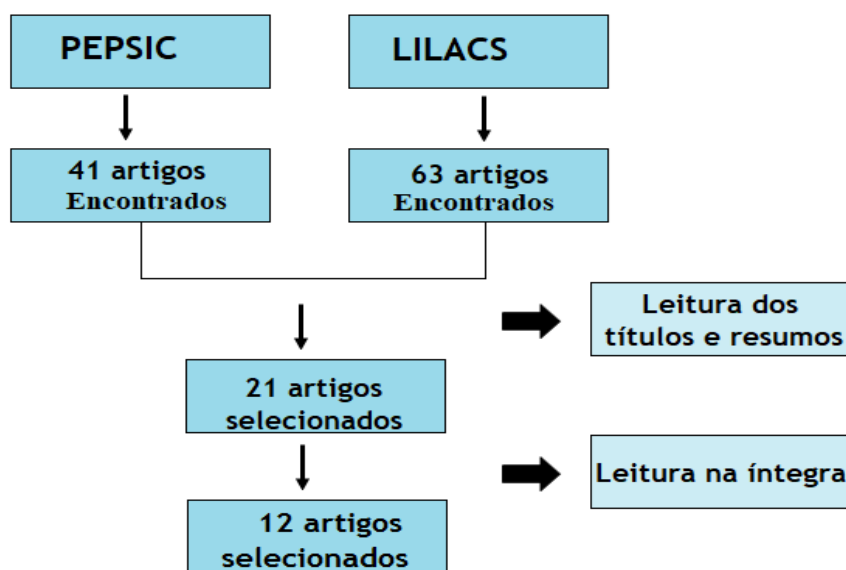 PEPSIC
LILACS
41 artigos
Encontrados
63 artigos
Encontrados
Leitura dos
títulos e resumos
21 artigos
selecionados
Leitura na íntegra
12 artigos
selecionados